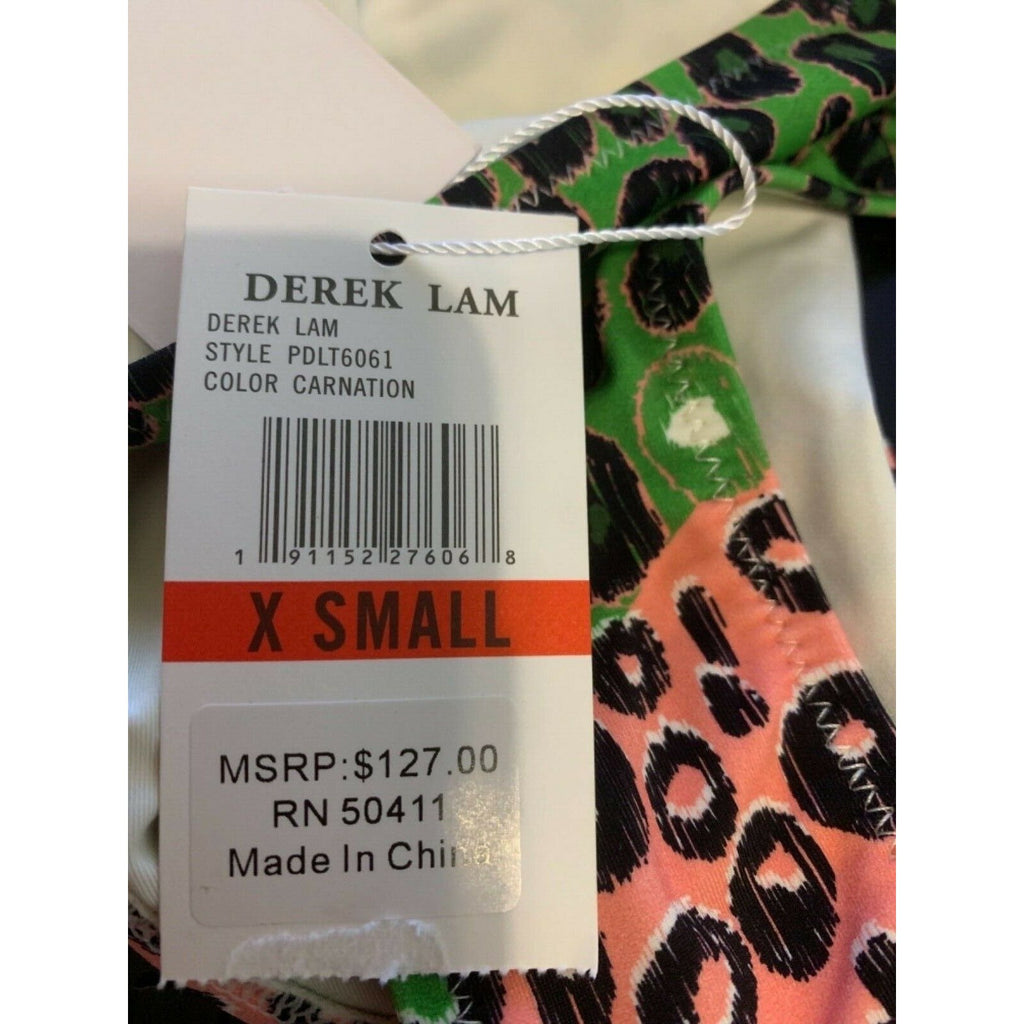 DEREK LAM
DEREK LAM
STYLE PDLT6061
COLOR CARNATION
1 91152 27606 8
X SMALL
MSRP:$127.00
RN 50411
Made In China